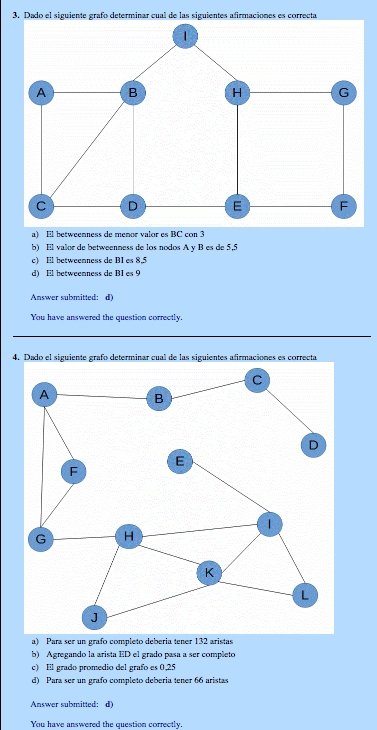 3. Dado el siguiente grafo determinar cual de las siguientes afirmaciones es correcta
I
A B H G
C D E F
a) El betweenness de menor valor es BC con 3
b) El valor de betweenness de los nodos A y B es de 5,5
c) El betweenness de BI es 8,5
d) El betweenness de BI es 9
Answer submitted: d)
You have answered the question correctly.
4. Dado el siguiente grafo determinar cual de las siguientes afirmaciones es correcta
C
A B
D
E
F
I
G H
K
L
J
a) Para ser un grafo completo deberia tener 132 aristas
b) Agregando la arista ED el grado pasa a ser completo
c) El grado promedio del grafo es 0,25
d) Para ser un grafo completo deberia tener 66 aristas
Answer submitted: d)
You have answered the question correctly.